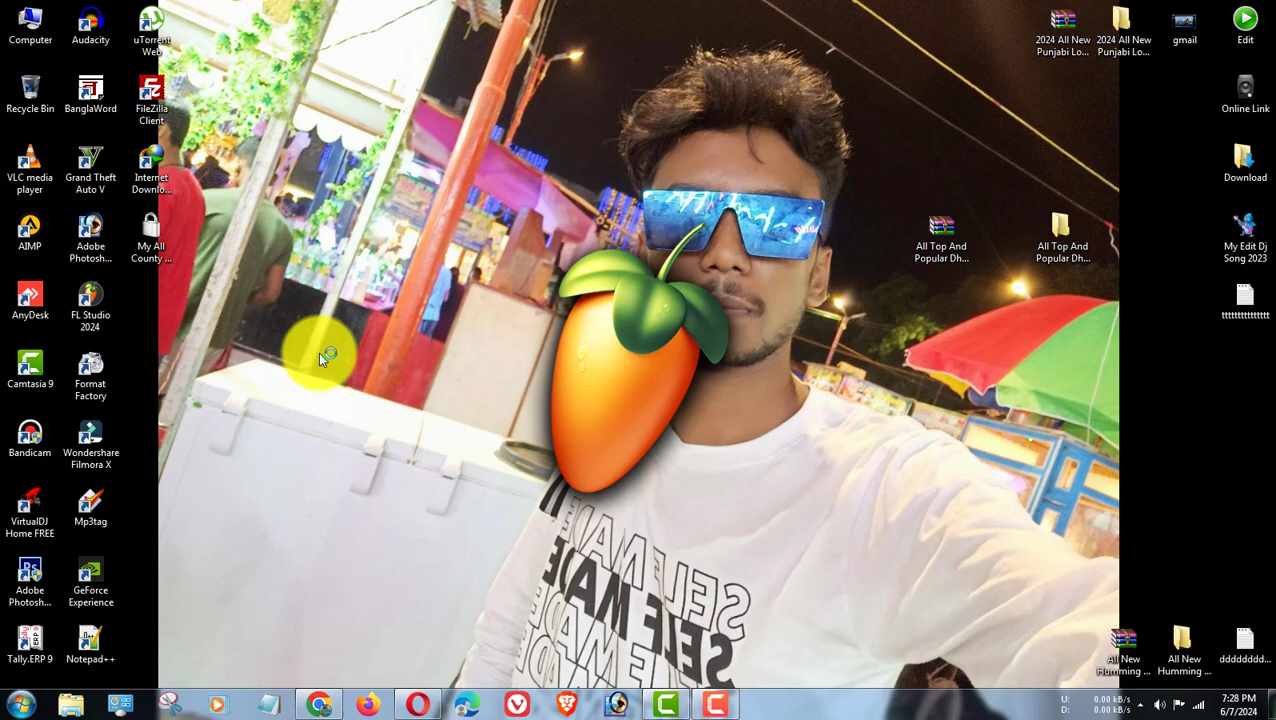 Computer
Audacity
uTorrent
Web
2024 All New
Punjabi Lo...
2024 All New
Punjabi Lo...
gmail
Edit
Recycle Bin
BanglaWord
FileZilla
Client
Online Link
VLC media
player
Grand Theft
Auto V
Internet
Downlo...
Download
AIMP
Adobe
Photosh...
My All
County ...
All Top And
Popular Dh...
All Top And
Popular Dh...
My Edit Dj
Song 2023
AnyDesk
FL Studio
2024
tttttttttttttt
Camtasia 9
Format
Factory
Bandicam
Wondershare
Filmora X
VirtualDJ
Home FREE
Mp3tag
Adobe
Photosh...
GeForce
Experience
Tally.ERP 9
Notepad++
All New
Humming ...
All New
Humming ...
dddddddd...
U: 0.00 kB/s
D: 0.00 kB/s
7:28 PM
6/7/2024